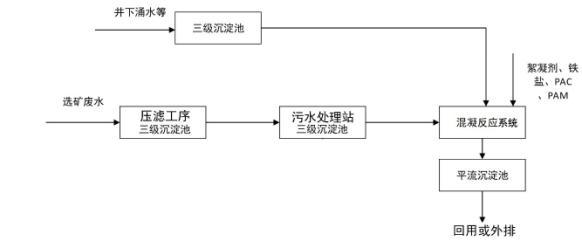 井下涌水等
三级沉淀池
絮凝剂、铁
盐、PAC
、PAM
选矿废水
压滤工序
三级沉淀池
污水处理站
三级沉淀池
混凝反应系统
平流沉淀池
回用或外排